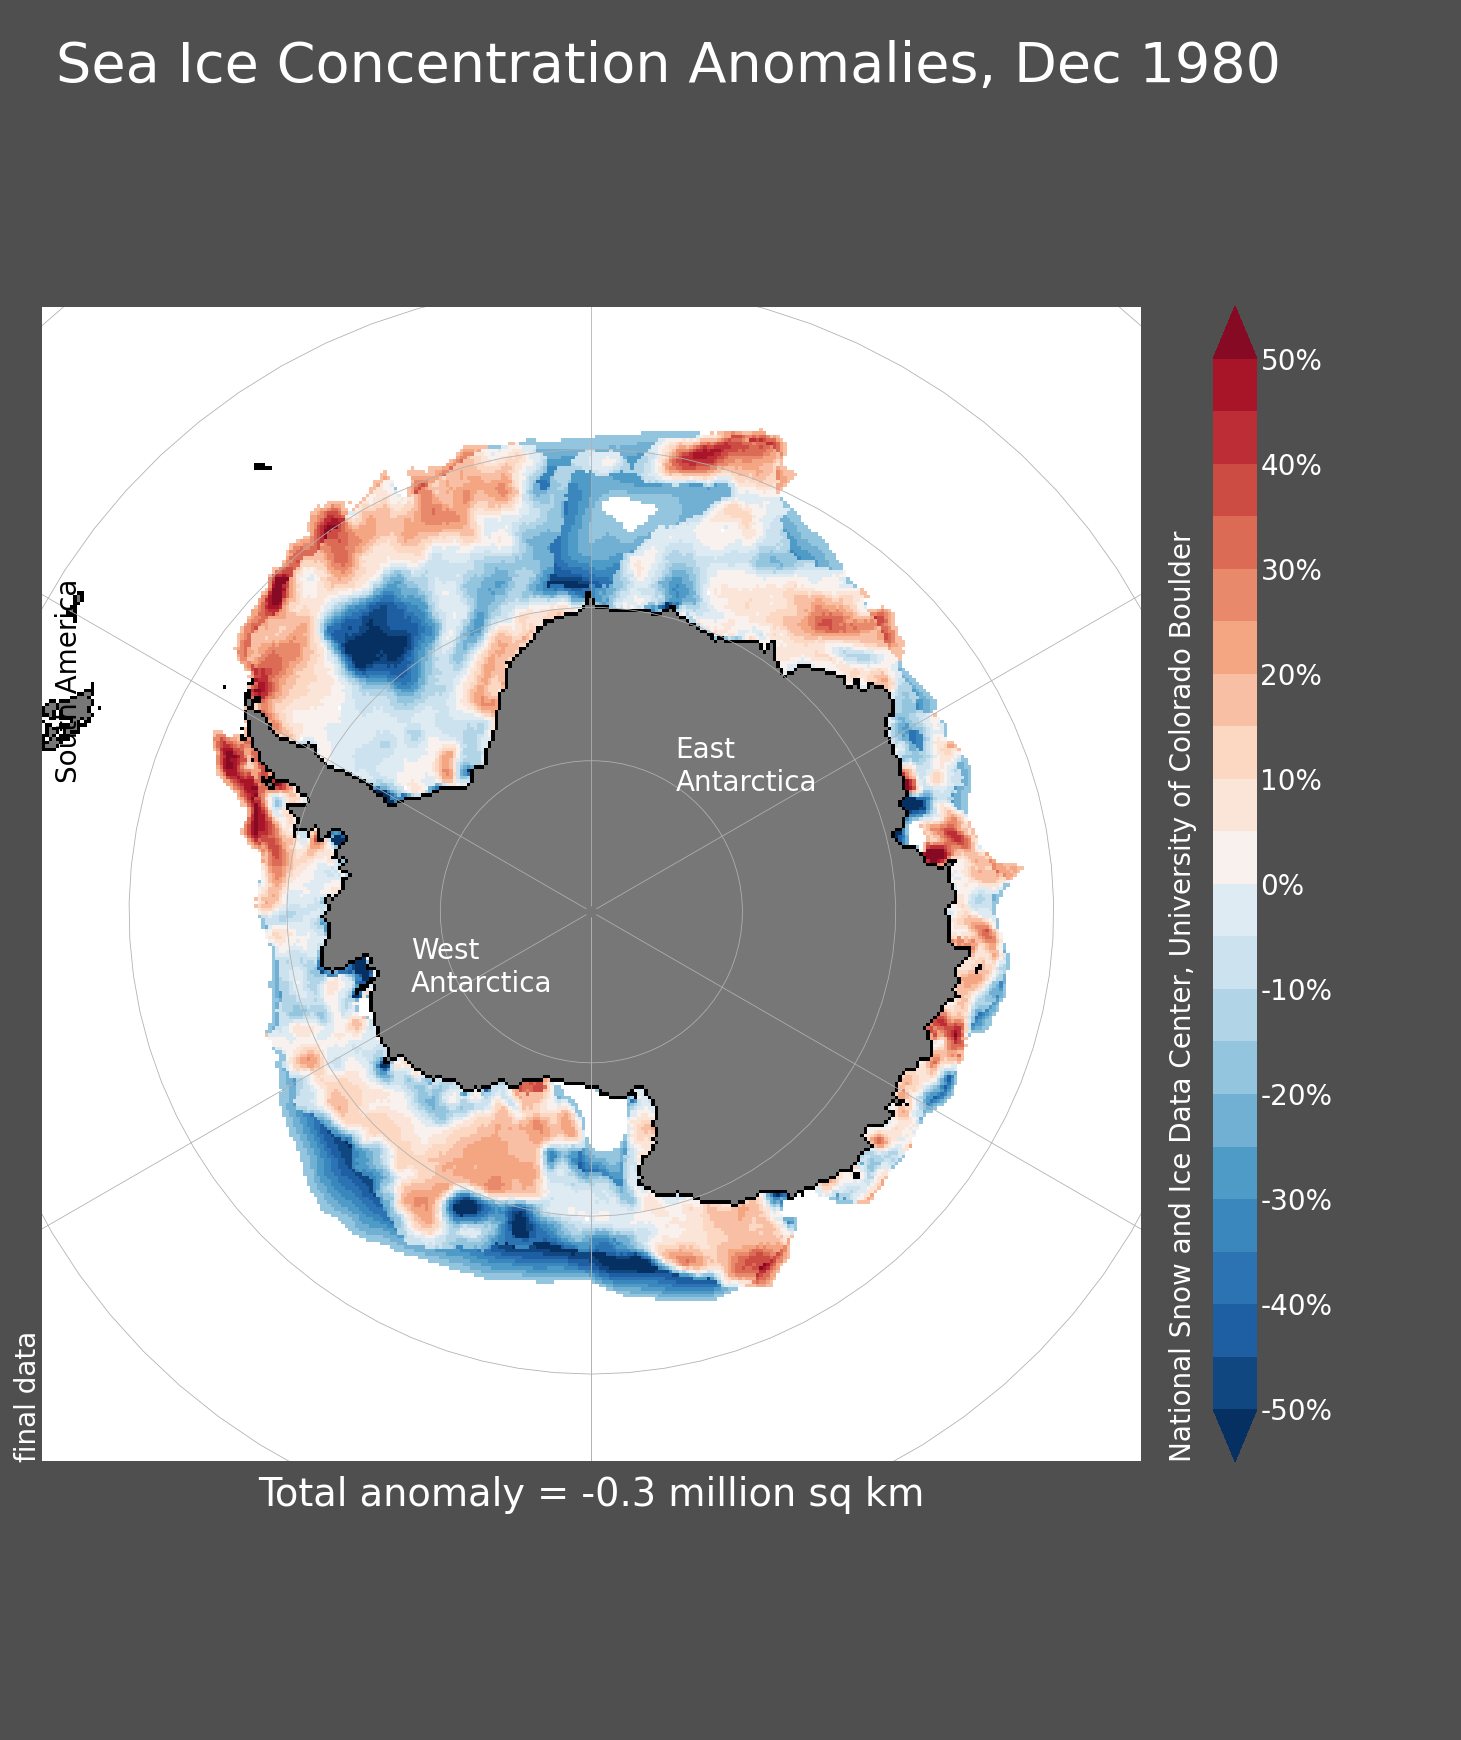 Sea Ice Concentration Anomalies, Dec 1980
South America
East
Antarctica
West
Antarctica
final data
National Snow and Ice Data Center, University of Colorado Boulder
50%
40%
30%
20%
10%
0%
-10%
-20%
-30%
-40%
-50%
Total anomaly = -0.3 million sq km